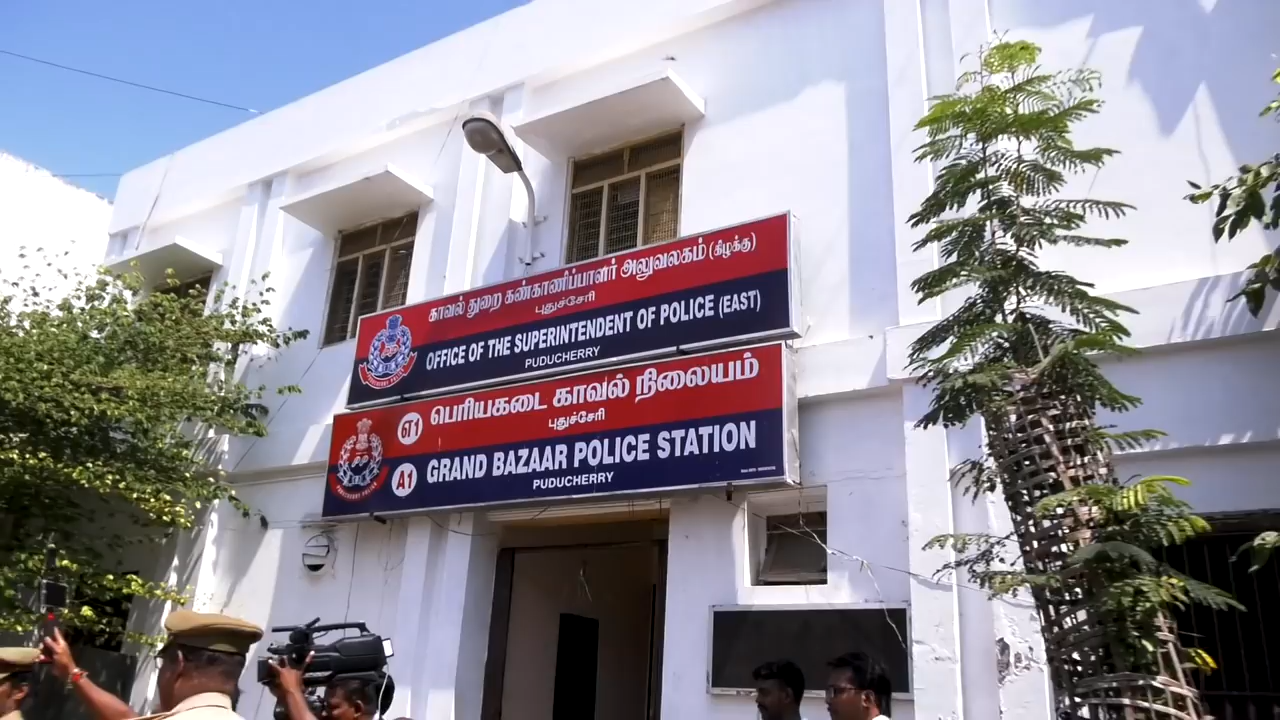 காவல் துறை கண்காணிப்பாளர் அலுவலகம் (கிழக்கு)
புதுச்சேரி
OFFICE OF THE SUPERINTENDENT OF POLICE (EAST)
PUDUCHERRY
பெரியகடை காவல் நிலையம்
புதுச்சேரி
A1 GRAND BAZAAR POLICE STATION
PUDUCHERRY